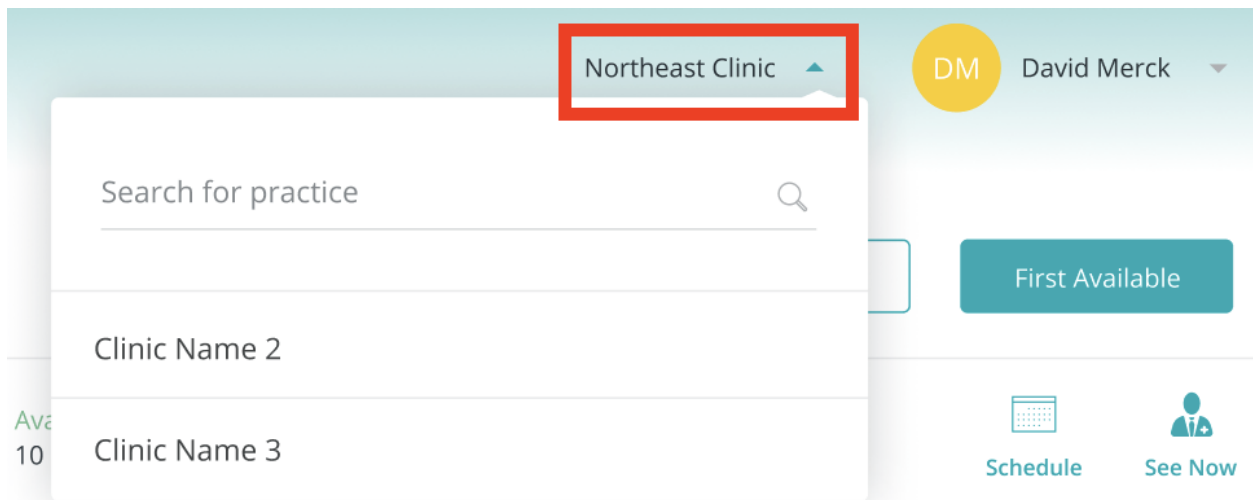 Northeast Clinic
DM
David Merck
Search for practice
First Available
Clinic Name 2
Clinic Name 3
10
Schedule
See Now